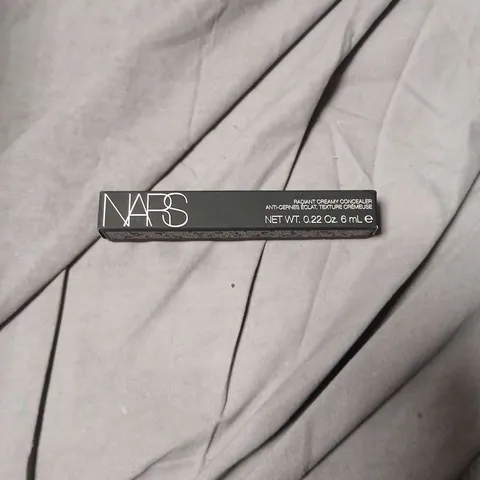 NARS
RADIANT CREAMY CONCEALER
ANTI-CERNES ÉCLAT, TEXTURE CRÉMEUSE
NET WT. 0.22 Oz. 6 mL ℮